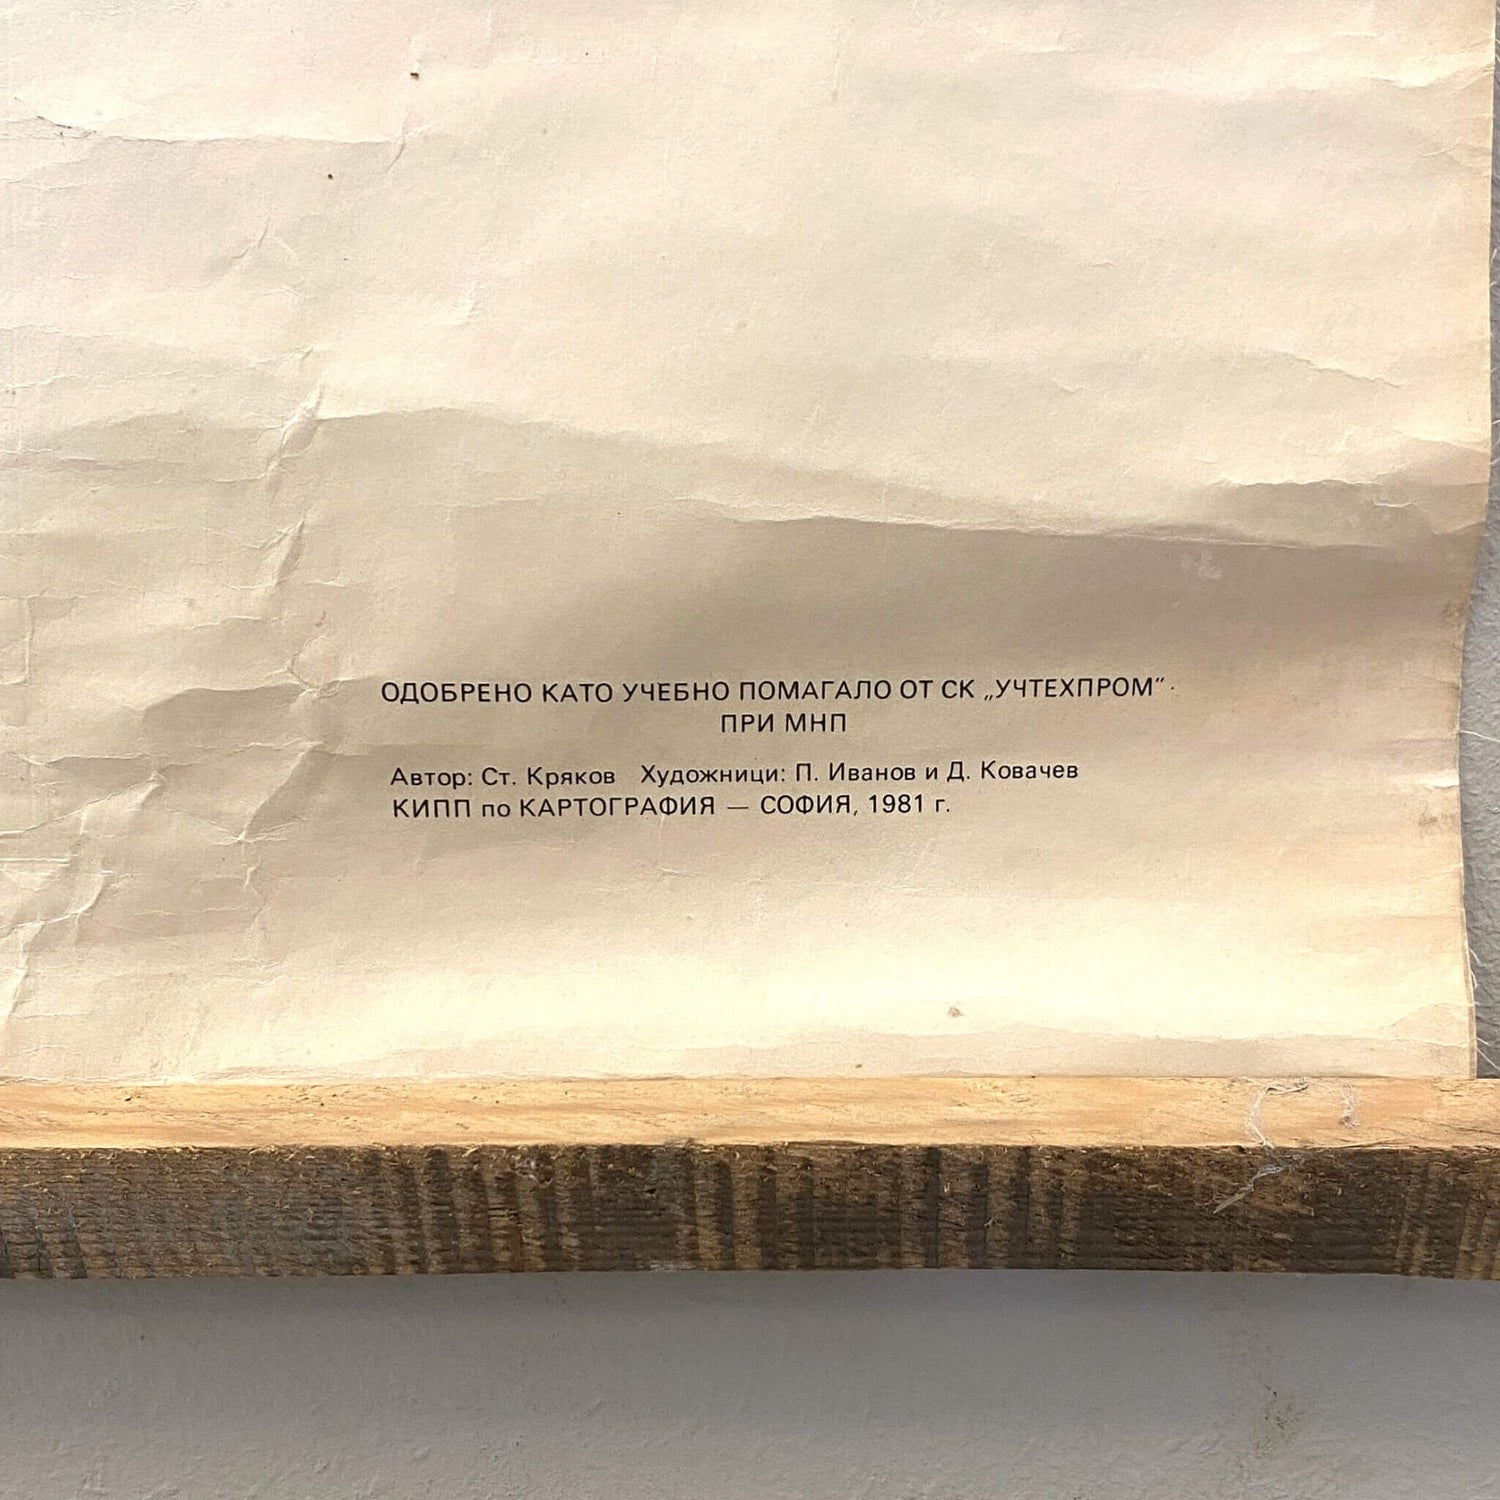 ОДОБРЕНО КАТО УЧЕБНО ПОМАГАЛО ОТ СК „УЧТЕХПРОМ”
ПРИ МНП
Автор: Ст. Кряков Художници: П. Иванов и Д. Ковачев
КИПП по КАРТОГРАФИЯ — СОФИЯ, 1981 г.